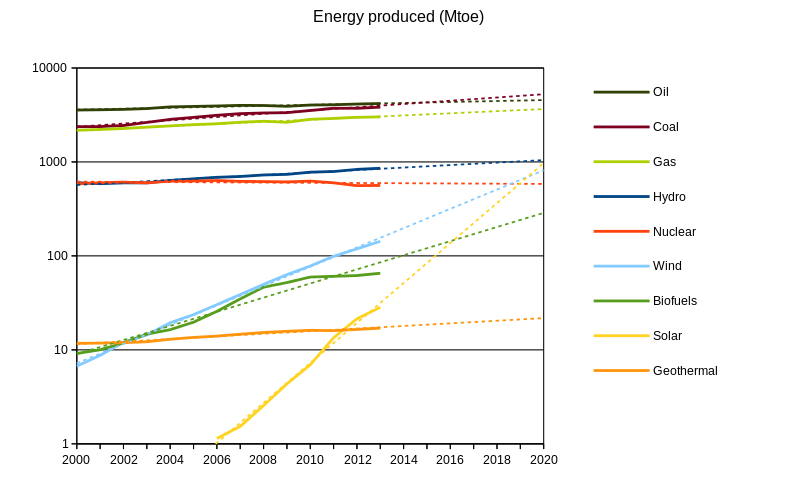 Energy produced (Mtoe)
10000
1000
100
10
1
2000 2002 2004 2006 2008 2010 2012 2014 2016 2018 2020
Oil
Coal
Gas
Hydro
Nuclear
Wind
Biofuels
Solar
Geothermal